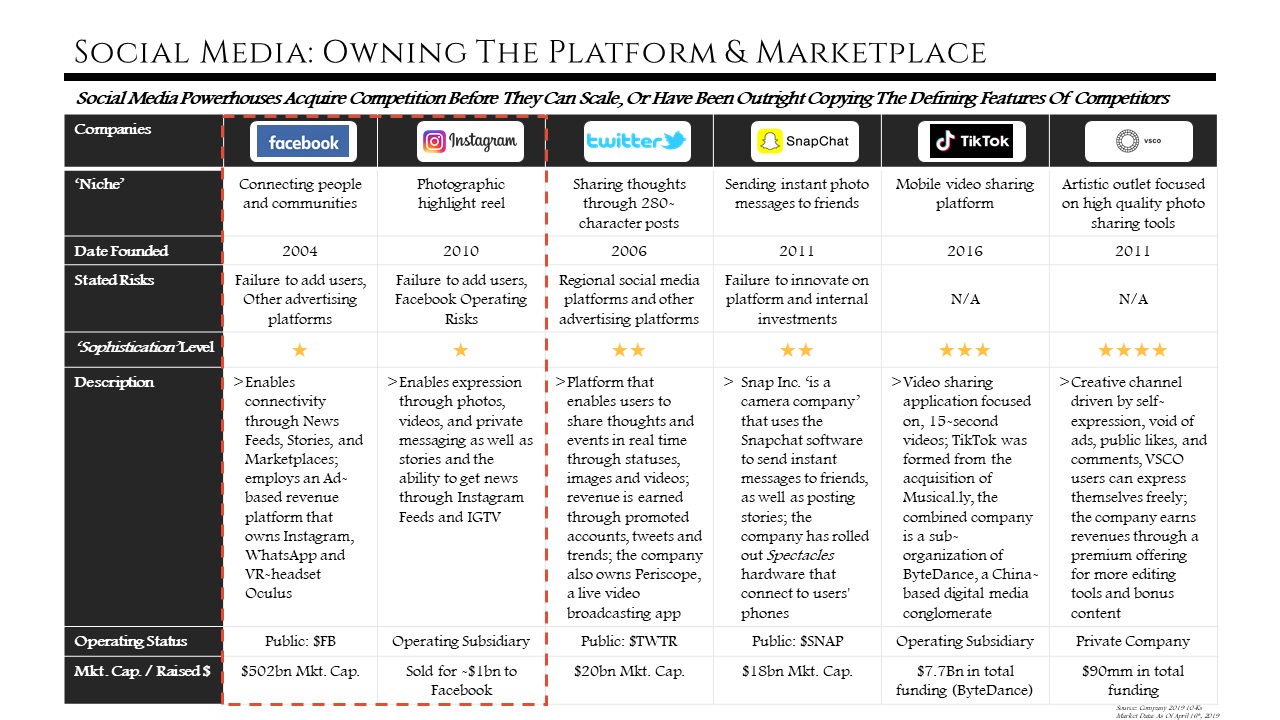 Social Media: Owning The Platform & Marketplace
Social Media Powerhouses Acquire Competition Before They Can Scale, Or Have Been Outright Copying The Defining Features Of Competitors
Companies
facebook
Instagram
twitter
SnapChat
TikTok
vsco
‘Niche’
Connecting people
and communities
Photographic
highlight reel
Sharing thoughts
through 280~
character posts
Sending instant photo
messages to friends
Mobile video sharing
platform
Artistic outlet focused
on high quality photo
sharing tools
Date Founded
2004
2010
2006
2011
2016
2011
Stated Risks
Failure to add users,
Other advertising
platforms
Failure to add users,
Facebook Operating
Risks
Regional social media
platforms and other
advertising platforms
Failure to innovate on
platform and internal
investments
N/A
N/A
‘Sophistication’ Level
Description
>Enables
connectivity
through News
Feeds, Stories, and
Marketplaces;
employs an Ad~
based revenue
platform that
owns Instagram,
WhatsApp and
VR~headset
Oculus
>Enables expression
through photos,
videos, and private
messaging as well as
stories and the
ability to get news
through Instagram
Feeds and IGTV
>Platform that
enables users to
share thoughts and
events in real time
through statuses,
images and videos;
revenue is earned
through promoted
accounts, tweets and
trends; the company
also owns Periscope,
a live video
broadcasting app
> Snap Inc. ‘is a
camera company’
that uses the
Snapchat software
to send instant
messages to friends,
as well as posting
stories; the
company has rolled
out Spectacles
hardware that
connect to users'
phones
>Video sharing
application focused
on, 15~second
videos; TikTok was
formed from the
acquisition of
Musical.ly, the
combined company
is a sub~
organization of
ByteDance, a China~
based digital media
conglomerate
>Creative channel
driven by self~
expression, void of
ads, public likes, and
comments, VSCO
users can express
themselves freely;
the company earns
revenues through a
premium offering
for more editing
tools and bonus
content
Operating Status
Public: $FB
Operating Subsidiary
Public: $TWTR
Public: $SNAP
Operating Subsidiary
Private Company
Mkt. Cap. / Raised $
$502bn Mkt. Cap.
Sold for ~$1bn to
Facebook
$20bn Mkt. Cap.
$18bn Mkt. Cap.
$7.7Bn in total
funding (ByteDance)
$90mm in total
funding
Source: Company 2019 10-Ks
Market Data As Of April 16th, 2019